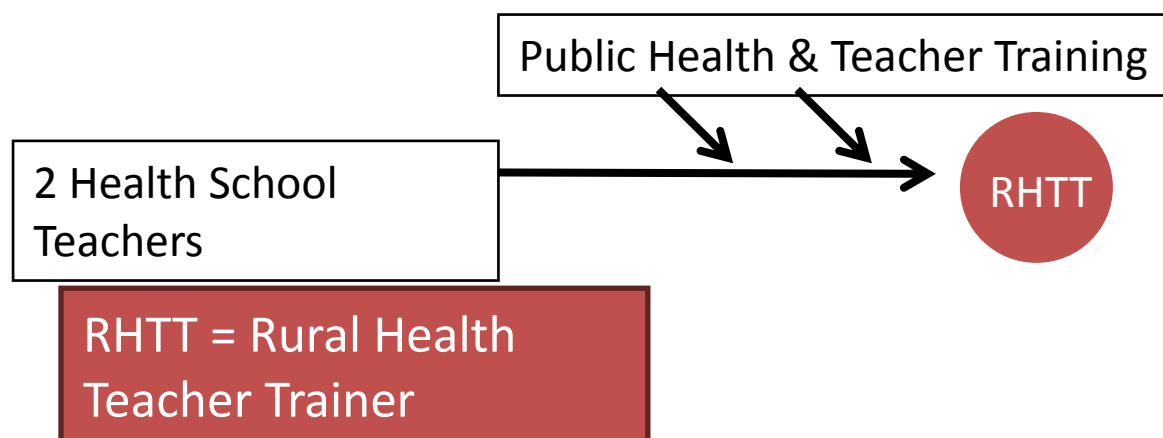 Public Health & Teacher Training
2 Health School
Teachers
RHTT
RHTT = Rural Health
Teacher Trainer